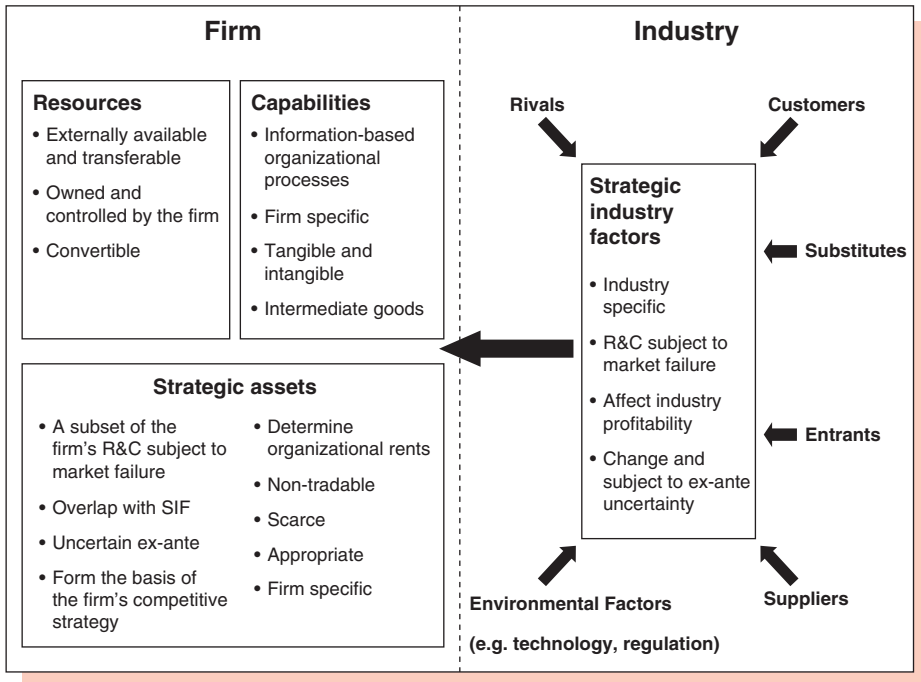 Firm
Resources
• Externally available
and transferable
• Owned and
controlled by the firm
• Convertible
Capabilities
• Information-based
organizational
processes
• Firm specific
• Tangible and
intangible
• Intermediate goods
Strategic assets
• A subset of the
firm's R&C subject to
market failure
• Overlap with SIF
• Uncertain ex-ante
• Form the basis of
the firm's competitive
strategy
• Determine
organizational rents
• Non-tradable
• Scarce
• Appropriate
• Firm specific
Industry
Rivals
Customers
Strategic
industry
factors
• Industry
specific
• R&C subject to
market failure
• Affect industry
profitability
• Change and
subject to ex-ante
uncertainty
Substitutes
Entrants
Environmental Factors
(e.g. technology, regulation)
Suppliers